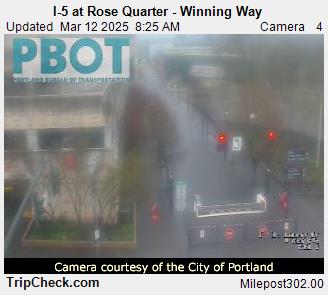 I-5 at Rose Quarter - Winning Way
Updated Mar 12 2025 8:25 AM Camera 4
PBOT
PORTLAND BUREAU OF TRANSPORTATION
Camera courtesy of the City of Portland
TripCheck.com Milepost302.00